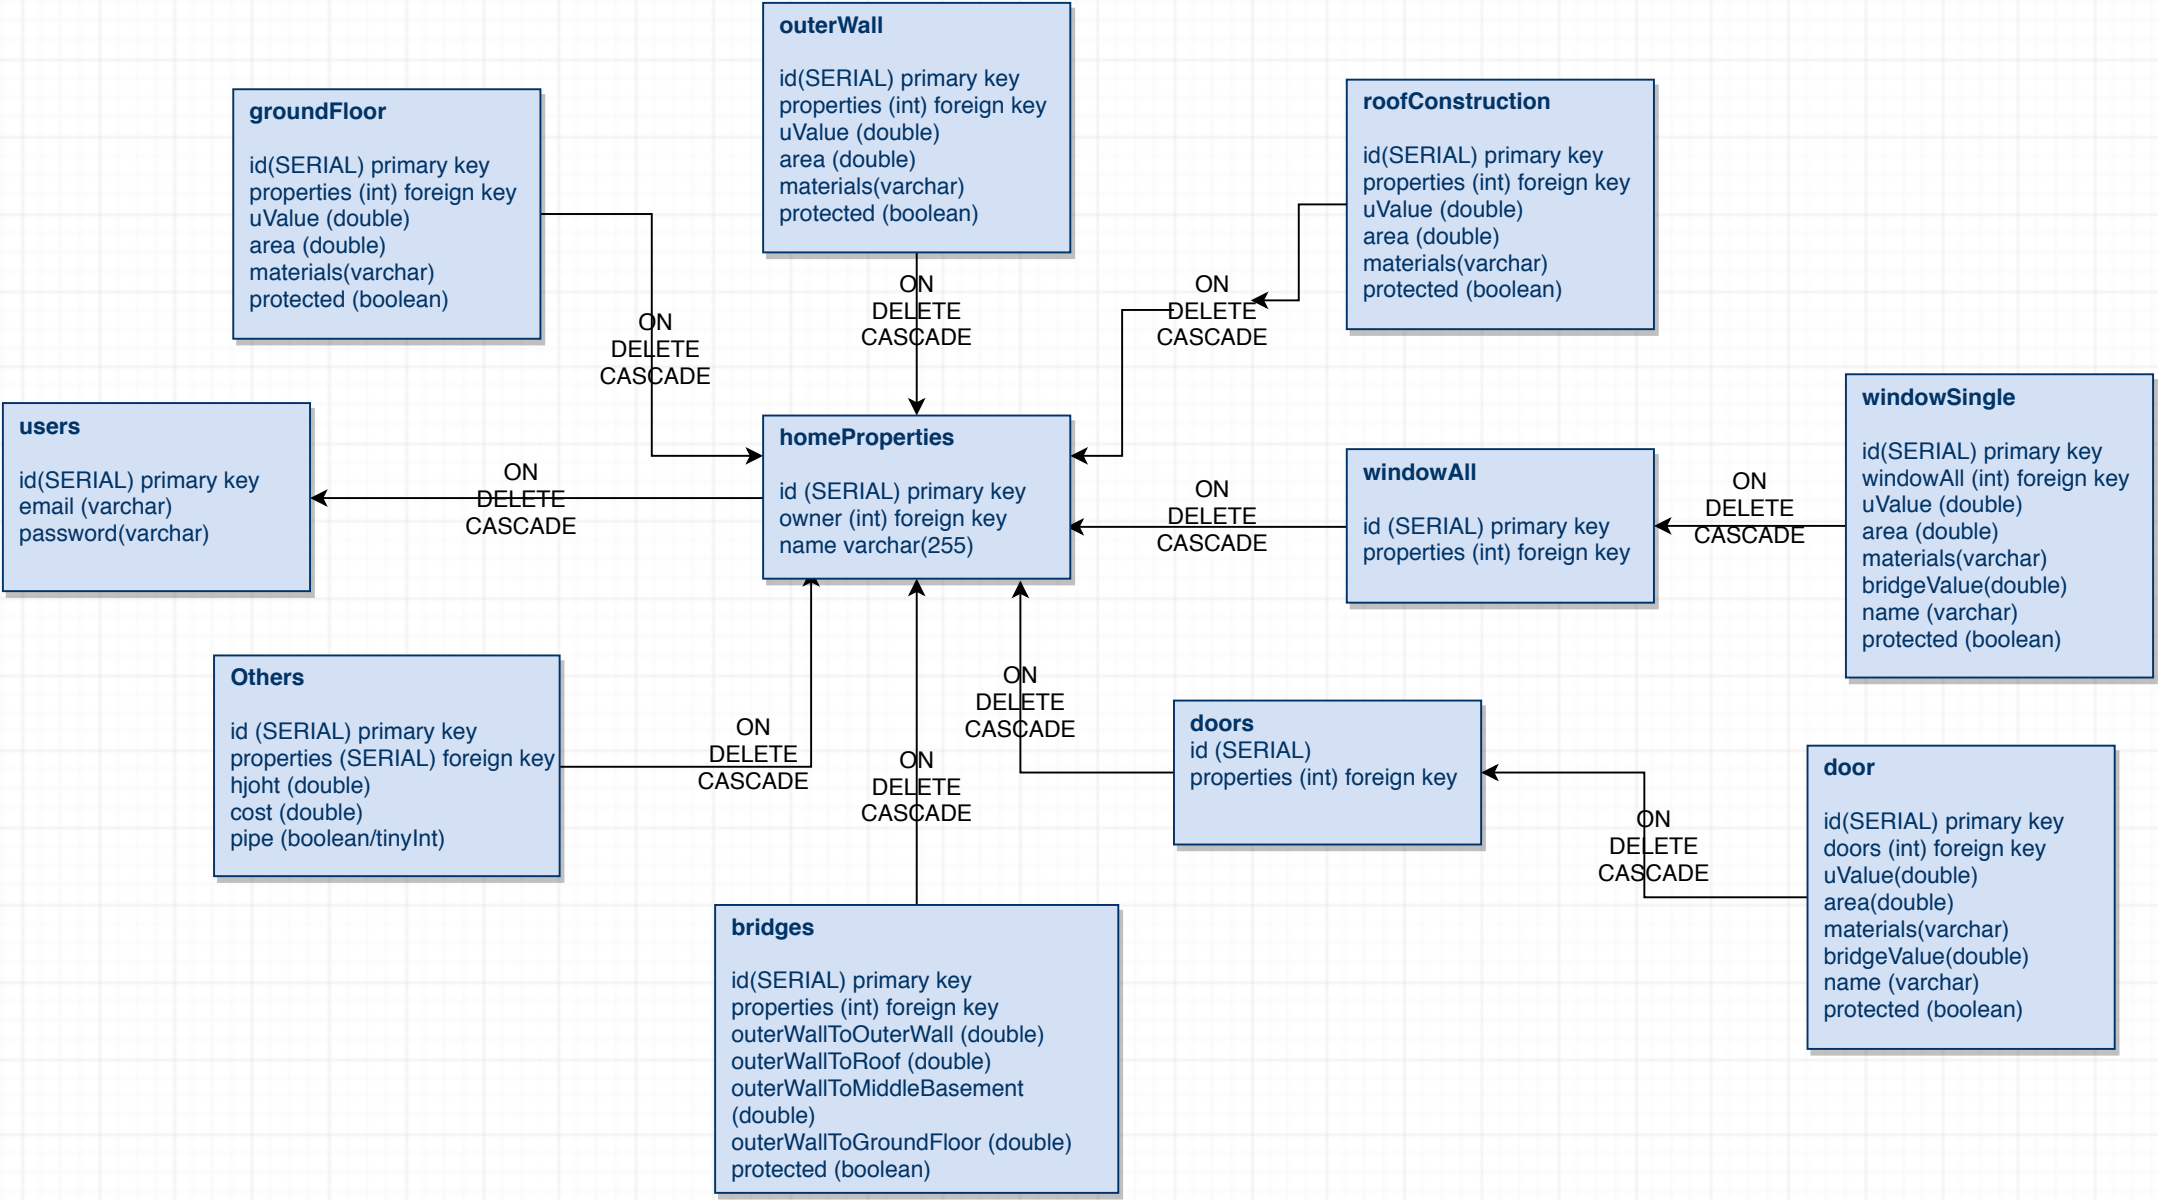 outerWall
id(SERIAL) primary key
properties (int) foreign key
uValue (double)
area (double)
materials(varchar)
protected (boolean)
groundFloor
id(SERIAL) primary key
properties (int) foreign key
uValue (double)
area (double)
materials(varchar)
protected (boolean)
roofConstruction
id(SERIAL) primary key
properties (int) foreign key
uValue (double)
area (double)
materials(varchar)
protected (boolean)
ON
DELETE
CASCADE
ON
DELETE
CASCADE
ON
DELETE
CASCADE
users
id(SERIAL) primary key
email (varchar)
password(varchar)
ON
DELETE
CASCADE
homeProperties
id (SERIAL) primary key
owner (int) foreign key
name varchar(255)
ON
DELETE
CASCADE
windowAll
id (SERIAL) primary key
properties (int) foreign key
ON
DELETE
CASCADE
windowSingle
id(SERIAL) primary key
windowAll (int) foreign key
uValue (double)
area (double)
materials(varchar)
bridgeValue(double)
name (varchar)
protected (boolean)
Others
id (SERIAL) primary key
properties (SERIAL) foreign key
hjoht (double)
cost (double)
pipe (boolean/tinyInt)
ON
DELETE
CASCADE
ON
DELETE
CASCADE
ON
DELETE
CASCADE
doors
id (SERIAL)
properties (int) foreign key
ON
DELETE
CASCADE
door
id(SERIAL) primary key
doors (int) foreign key
uValue(double)
area(double)
materials(varchar)
bridgeValue(double)
name (varchar)
protected (boolean)
bridges
id(SERIAL) primary key
properties (int) foreign key
outerWallToOuterWall (double)
outerWallToRoof (double)
outerWallToMiddleBasement
(double)
outerWallToGroundFloor (double)
protected (boolean)